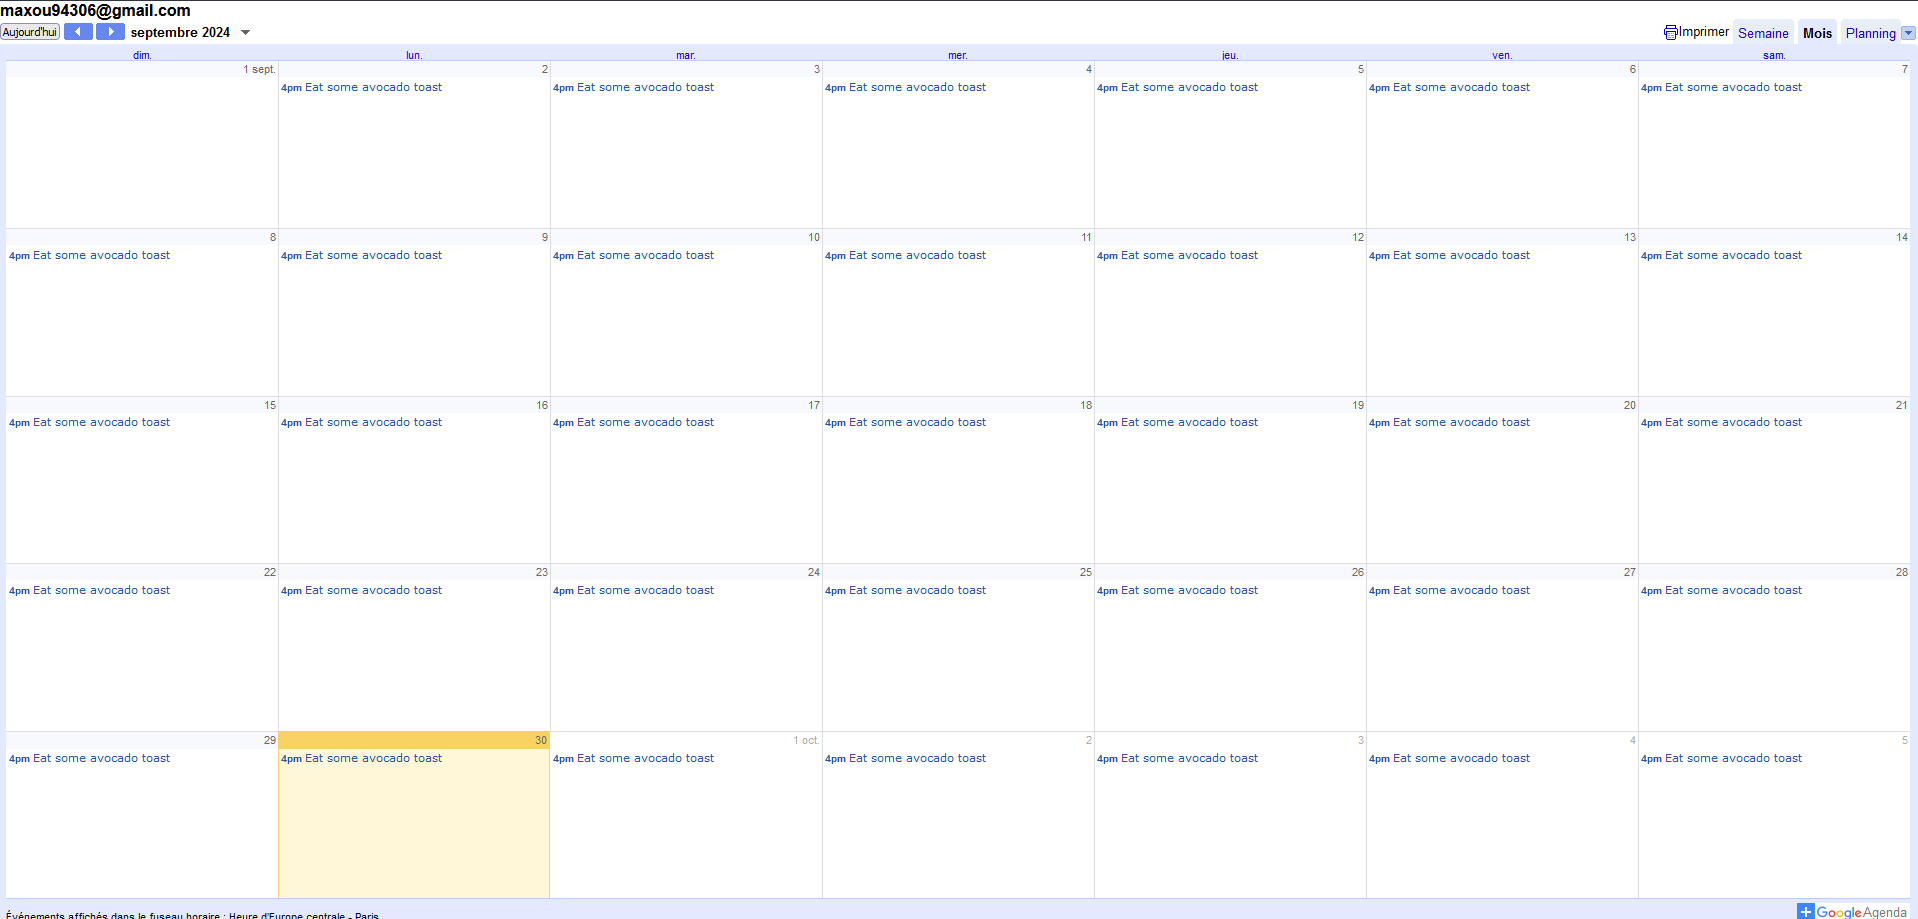 maxou94306@gmail.com
Aujourd'hui septembre 2024 Imprimer Semaine Mois Planning
dim. lun. mar. mer. jeu. ven. sam.
1 sept. 2 3 4 5 6 7
4pm Eat some avocado toast 4pm Eat some avocado toast 4pm Eat some avocado toast 4pm Eat some avocado toast 4pm Eat some avocado toast 4pm Eat some avocado toast
8 9 10 11 12 13 14
4pm Eat some avocado toast 4pm Eat some avocado toast 4pm Eat some avocado toast 4pm Eat some avocado toast 4pm Eat some avocado toast 4pm Eat some avocado toast 4pm Eat some avocado toast
15 16 17 18 19 20 21
4pm Eat some avocado toast 4pm Eat some avocado toast 4pm Eat some avocado toast 4pm Eat some avocado toast 4pm Eat some avocado toast 4pm Eat some avocado toast 4pm Eat some avocado toast
22 23 24 25 26 27 28
4pm Eat some avocado toast 4pm Eat some avocado toast 4pm Eat some avocado toast 4pm Eat some avocado toast 4pm Eat some avocado toast 4pm Eat some avocado toast 4pm Eat some avocado toast
29 30 1 oct. 2 3 4 5
4pm Eat some avocado toast 4pm Eat some avocado toast 4pm Eat some avocado toast 4pm Eat some avocado toast 4pm Eat some avocado toast 4pm Eat some avocado toast 4pm Eat some avocado toast
Événements affichés dans le fuseau horaire : Heure d'Europe centrale - Paris Google Agenda